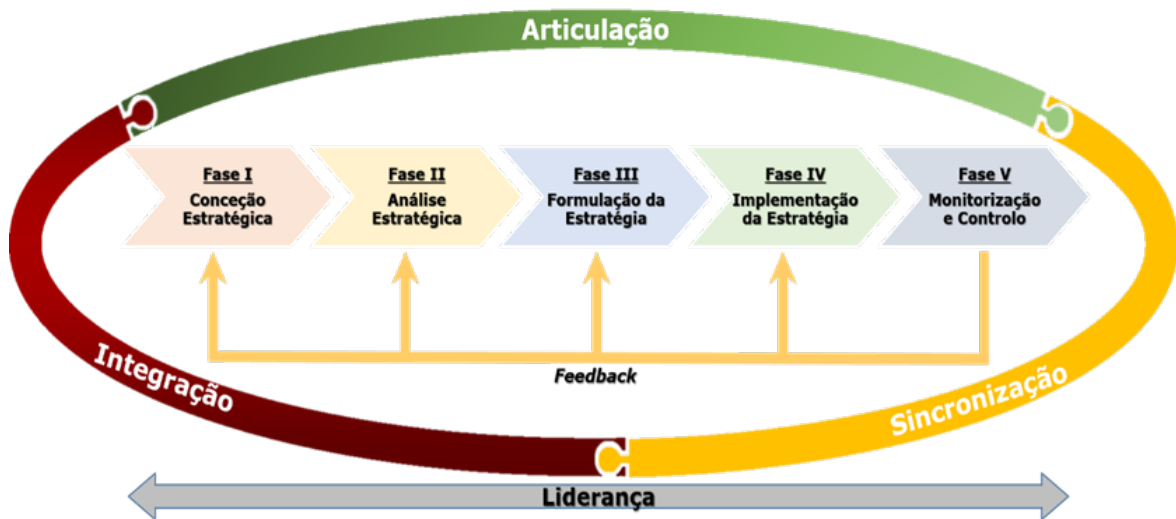 Articulação
Fase I
Conceção
Estratégica
Fase II
Análise
Estratégica
Fase III
Formulação da
Estratégia
Fase IV
Implementação
da Estratégia
Fase V
Monitorização
e Controlo
Feedback
Integração
Sincronização
Liderança